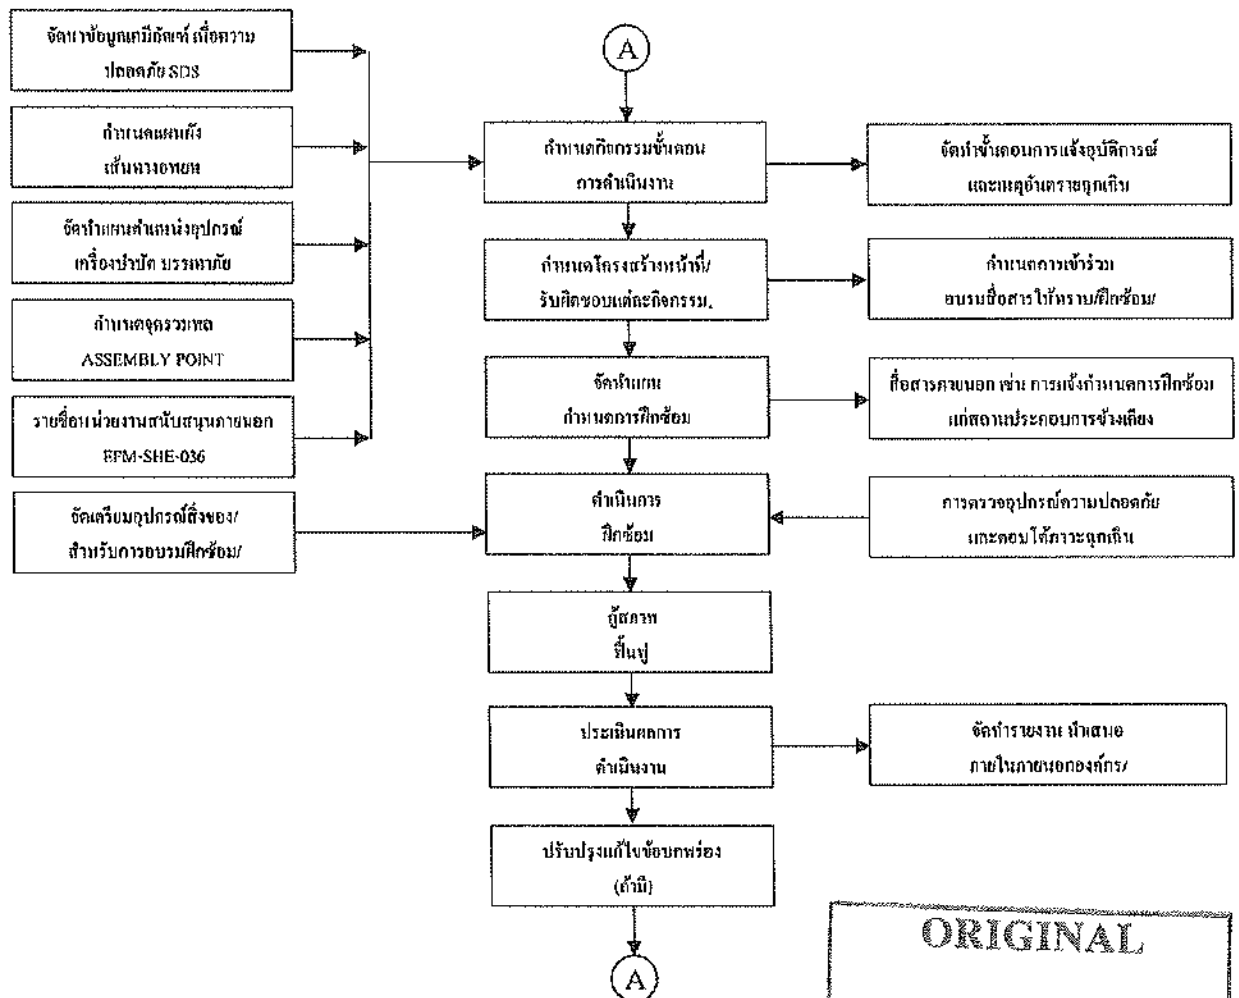 จัดหาข้อมูลเคมีภัณฑ์ เพื่อความ
ปลอดภัย SDS
กำหนดแผนผัง
เส้นทางอพยพ
จัดทำแผนตำแหน่งอุปกรณ์
เครื่องบำบัด บรรเทาภัย
กำหนดจุดรวมพล
ASSEMBLY POINT
รายชื่อหน่วยงานสนับสนุนภายนอก
EFM-SHE-036
จัดเตรียมอุปกรณ์สิ่งของ/
สำหรับการอบรมฝึกซ้อม/
A
กำหนดกิจกรรมขั้นตอน
การดำเนินงาน
กำหนดโครงสร้างหน้าที่/
รับผิดชอบแต่ละกิจกรรม.
จัดทำแผน
กำหนดการฝึกซ้อม
ดำเนินการ
ฝึกซ้อม
กู้สภาพ
ฟื้นฟู
ประเมินผลการ
ดำเนินงาน
ปรับปรุงแก้ไขข้อบกพร่อง
(ถ้ามี)
A
จัดทำขั้นตอนการแจ้งอุบัติการณ์
และเหตุอันตรายฉุกเฉิน
กำหนดการเข้าร่วม
อบรมสื่อสารให้ทราบ/ฝึกซ้อม/
สื่อสารภายนอก เช่น การแจ้งกำหนดการฝึกซ้อม
แก่สถานประกอบการข้างเคียง
การตรวจอุปกรณ์ความปลอดภัย
และตอบโต้ภาวะฉุกเฉิน
จัดทำรายงาน นำเสนอ
ภายในภายนอกองค์กร/
ORIGINAL